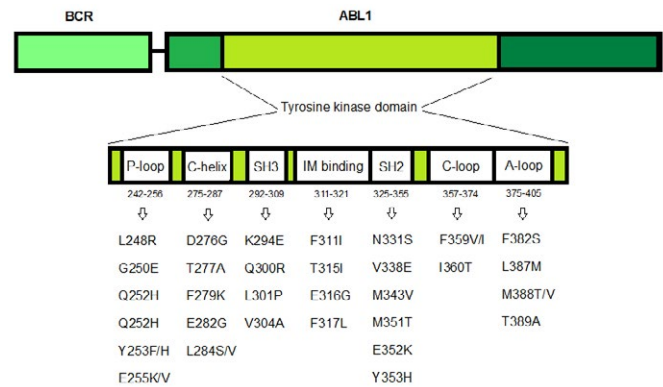 BCR ABL1
Tyrosine kinase domain
P-loop C-helix SH3 IM binding SH2 C-loop A-loop
242-256 275-287 292-309 311-321 325-355 357-374 375-405
L248R D276G K294E F311I N331S F359V/I F382S
G250E T277A Q300R T315I V338E I360T L387M
Q252H F279K L301P E316G M343V M388T/V
Q252H E282G V304A F317L M351T T389A
Y253F/H L284S/V E352K
E255K/V Y353H